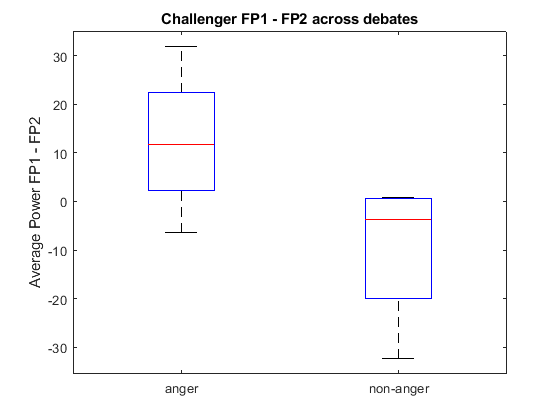 Challenger FP1 - FP2 across debates
Average Power FP1 - FP2
30
20
10
0
-10
-20
-30
anger
non-anger